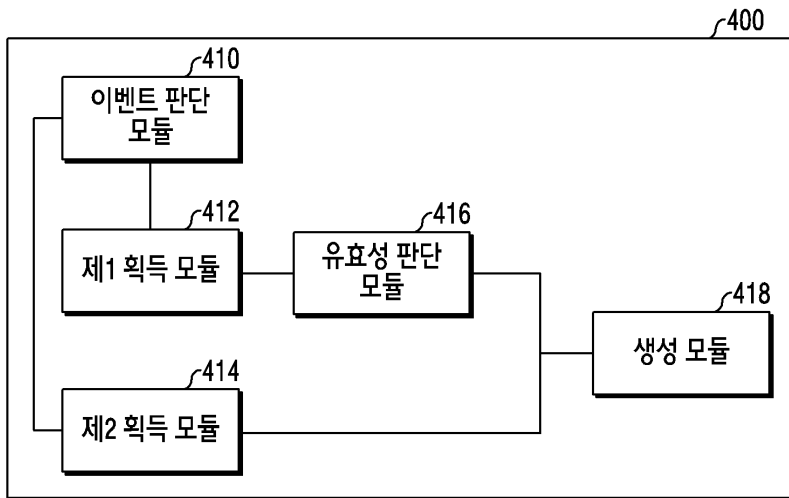 400
410
이벤트 판단
모듈
412
제1 획득 모듈
416
유효성 판단
모듈
418
생성 모듈
414
제2 획득 모듈